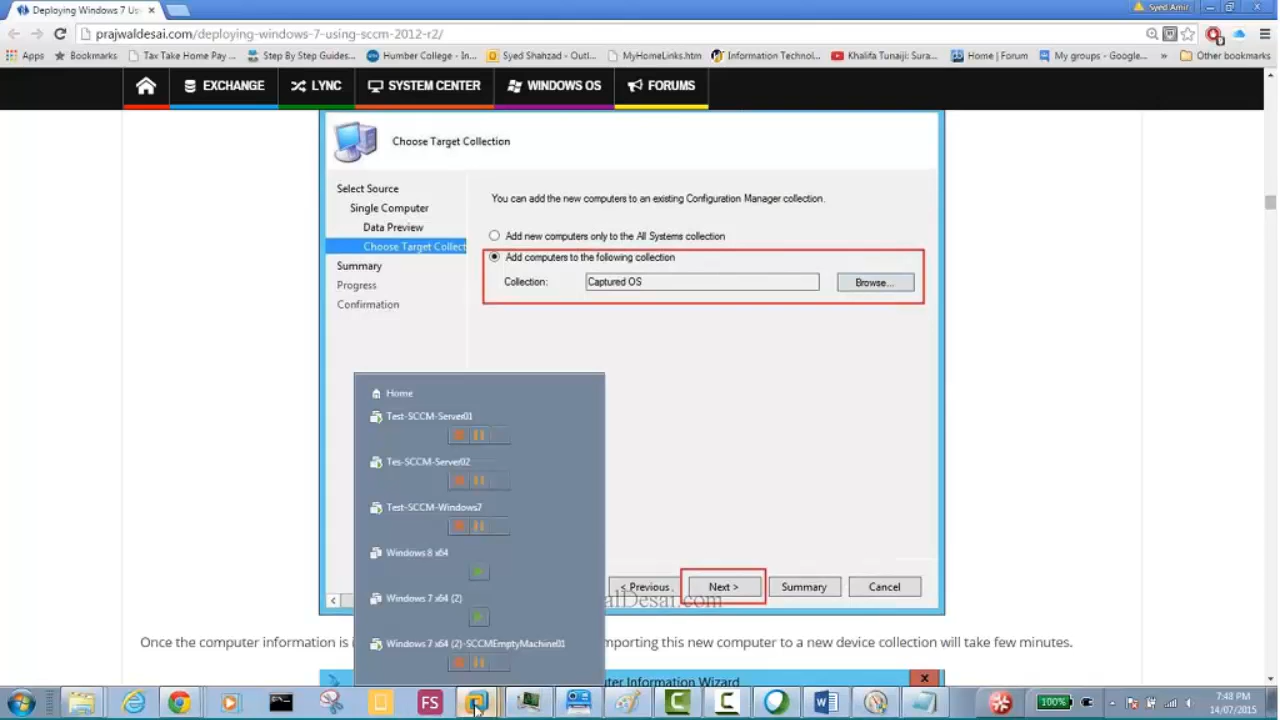 Deploying Windows 7 Us
Syed Amir
prajwaldesai.com/deploying-windows-7-using-sccm-2012-r2/
Apps
Bookmarks
Tax Take Home Pay ...
Step By Step Guides...
Humber College - In...
Syed Shahzad - Outl...
MyHomeLinks.htm
Information Technol...
Khalifa Tunaiji: Sura...
Home | Forum
My groups - Google...
»
Other bookmarks
EXCHANGE
LYNC
SYSTEM CENTER
WINDOWS OS
FORUMS
Choose Target Collection
Select Source
Single Computer
Data Preview
Choose Target Collect
Summary
Progress
Confirmation
You can add the new computers to an existing Configuration Manager collection.
Add new computers only to the All Systems collection
Add computers to the following collection
Collection:
Captured OS
Browse...
Home
Test-SCCM-Server01
Tes-SCCM-Server02
Test-SCCM-Windows7
Windows 8 x64
Windows 7 x64 (2)
Windows 7 x64 (2)-SCCMEmptyMachine01
< Previous
Next >
Summary
Cancel
alDesai.com
Once the computer information is i
mporting this new computer to a new device collection will take few minutes.
ter Information Wizard
FS
100%
7:48 PM
14/07/2015